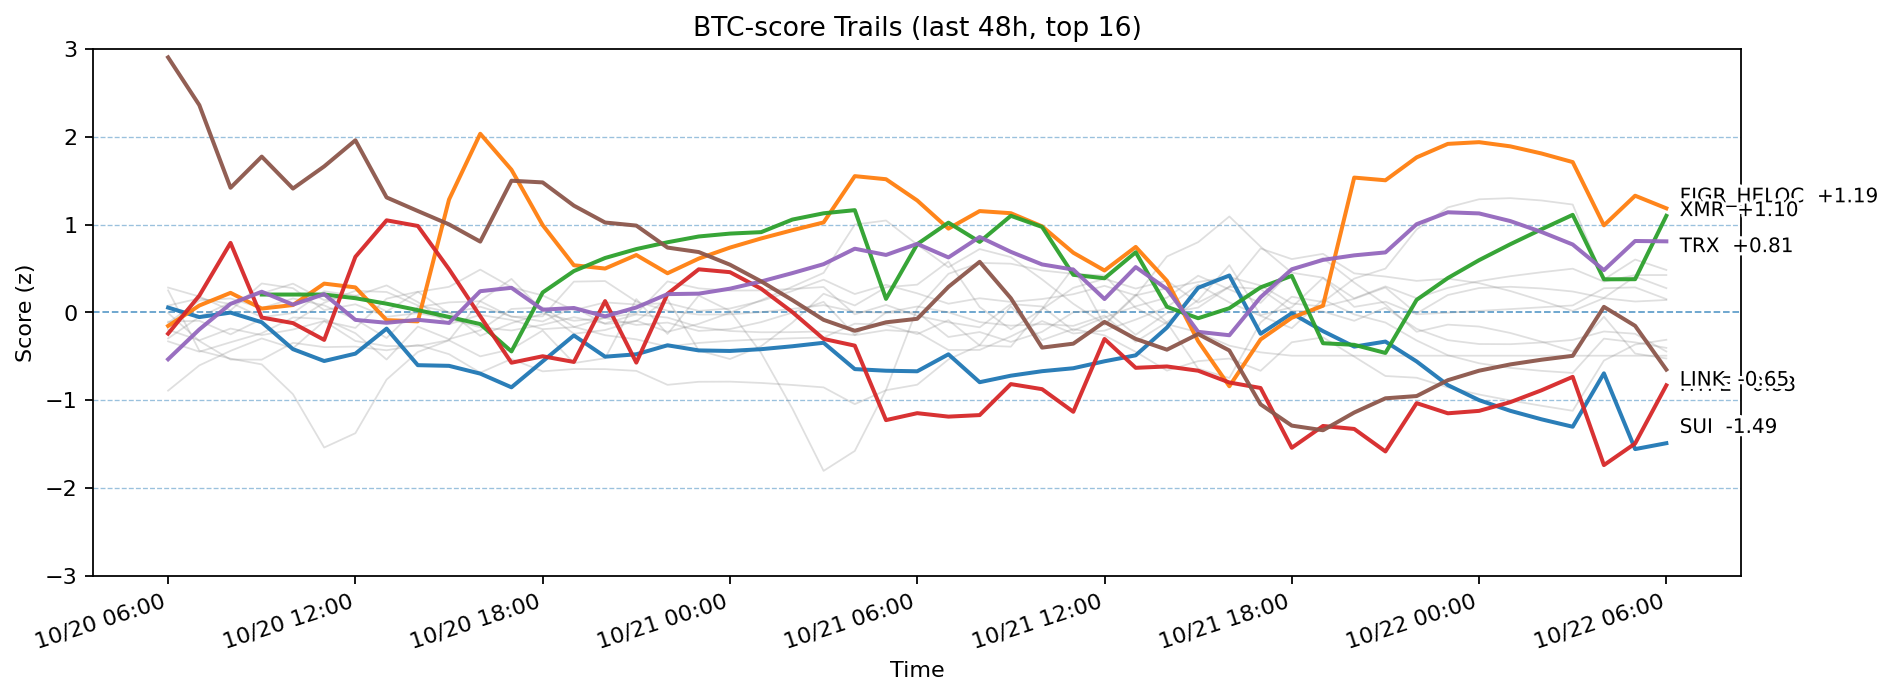 BTC-score Trails (last 48h, top 16)
Score (z)
3
2
1
0
−1
−2
−3
FIGR_HELOC +1.19
XMR +1.10
TRX +0.81
LINK -0.65
SUI -1.49
10/20 06:00
10/20 12:00
10/20 18:00
10/21 00:00
10/21 06:00
10/21 12:00
10/21 18:00
10/22 00:00
10/22 06:00
Time